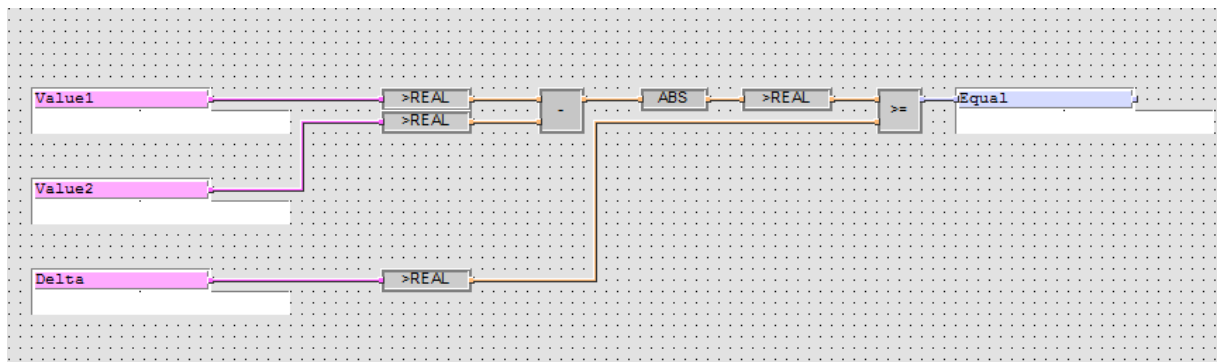 Value1
>REAL
-
ABS
>REAL
>=
Equal
>REAL
Value2
Delta
>REAL